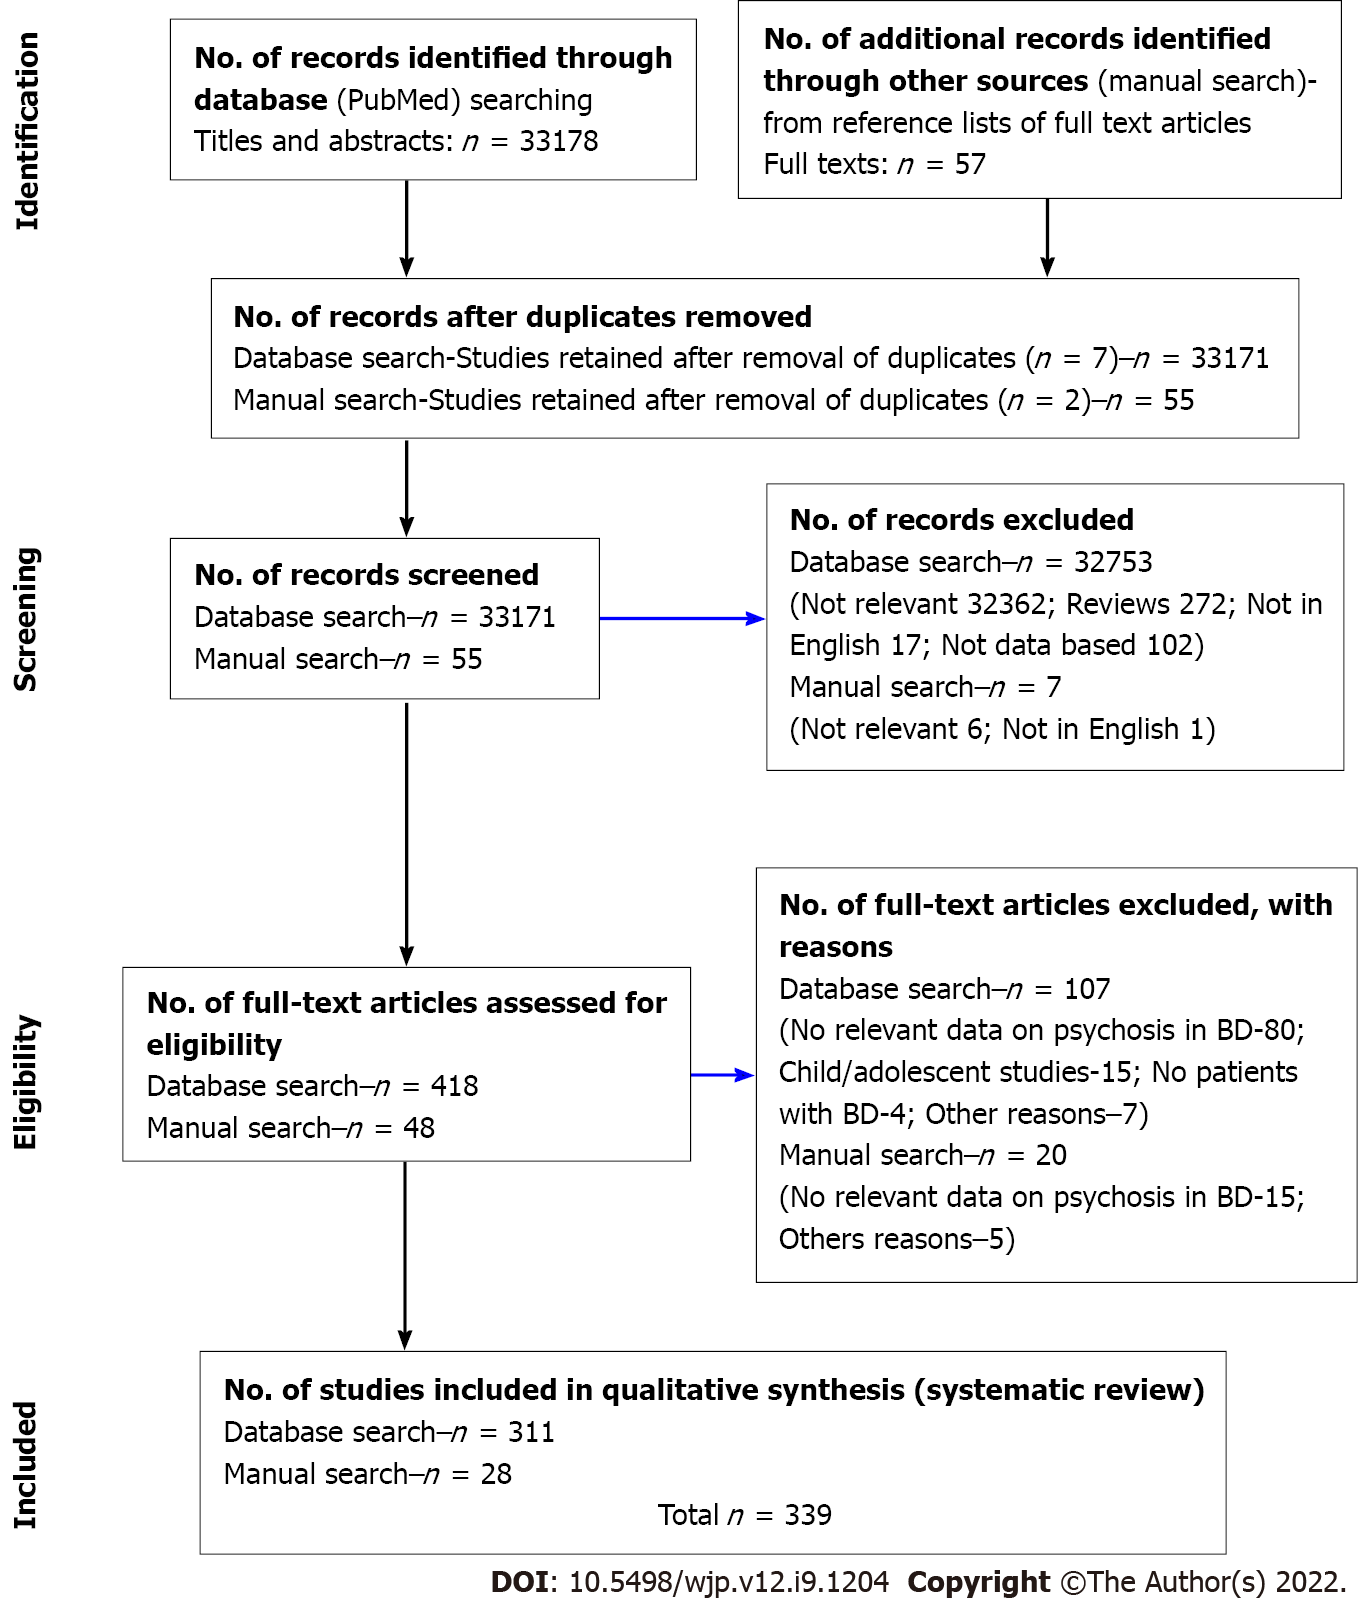 Identification
No. of records identified through
database (PubMed) searching
Titles and abstracts: n = 33178
No. of additional records identified
through other sources (manual search)-
from reference lists of full text articles
Full texts: n = 57
No. of records after duplicates removed
Database search-Studies retained after removal of duplicates (n = 7)–n = 33171
Manual search-Studies retained after removal of duplicates (n = 2)–n = 55
Screening
No. of records screened
Database search–n = 33171
Manual search–n = 55
No. of records excluded
Database search–n = 32753
(Not relevant 32362; Reviews 272; Not in
English 17; Not data based 102)
Manual search–n = 7
(Not relevant 6; Not in English 1)
Eligibility
No. of full-text articles assessed for
eligibility
Database search–n = 418
Manual search–n = 48
No. of full-text articles excluded, with
reasons
Database search–n = 107
(No relevant data on psychosis in BD-80;
Child/adolescent studies-15; No patients
with BD-4; Other reasons–7)
Manual search–n = 20
(No relevant data on psychosis in BD-15;
Others reasons–5)
Included
No. of studies included in qualitative synthesis (systematic review)
Database search–n = 311
Manual search–n = 28
Total n = 339
DOI: 10.5498/wjp.v12.i9.1204 Copyright ©The Author(s) 2022.